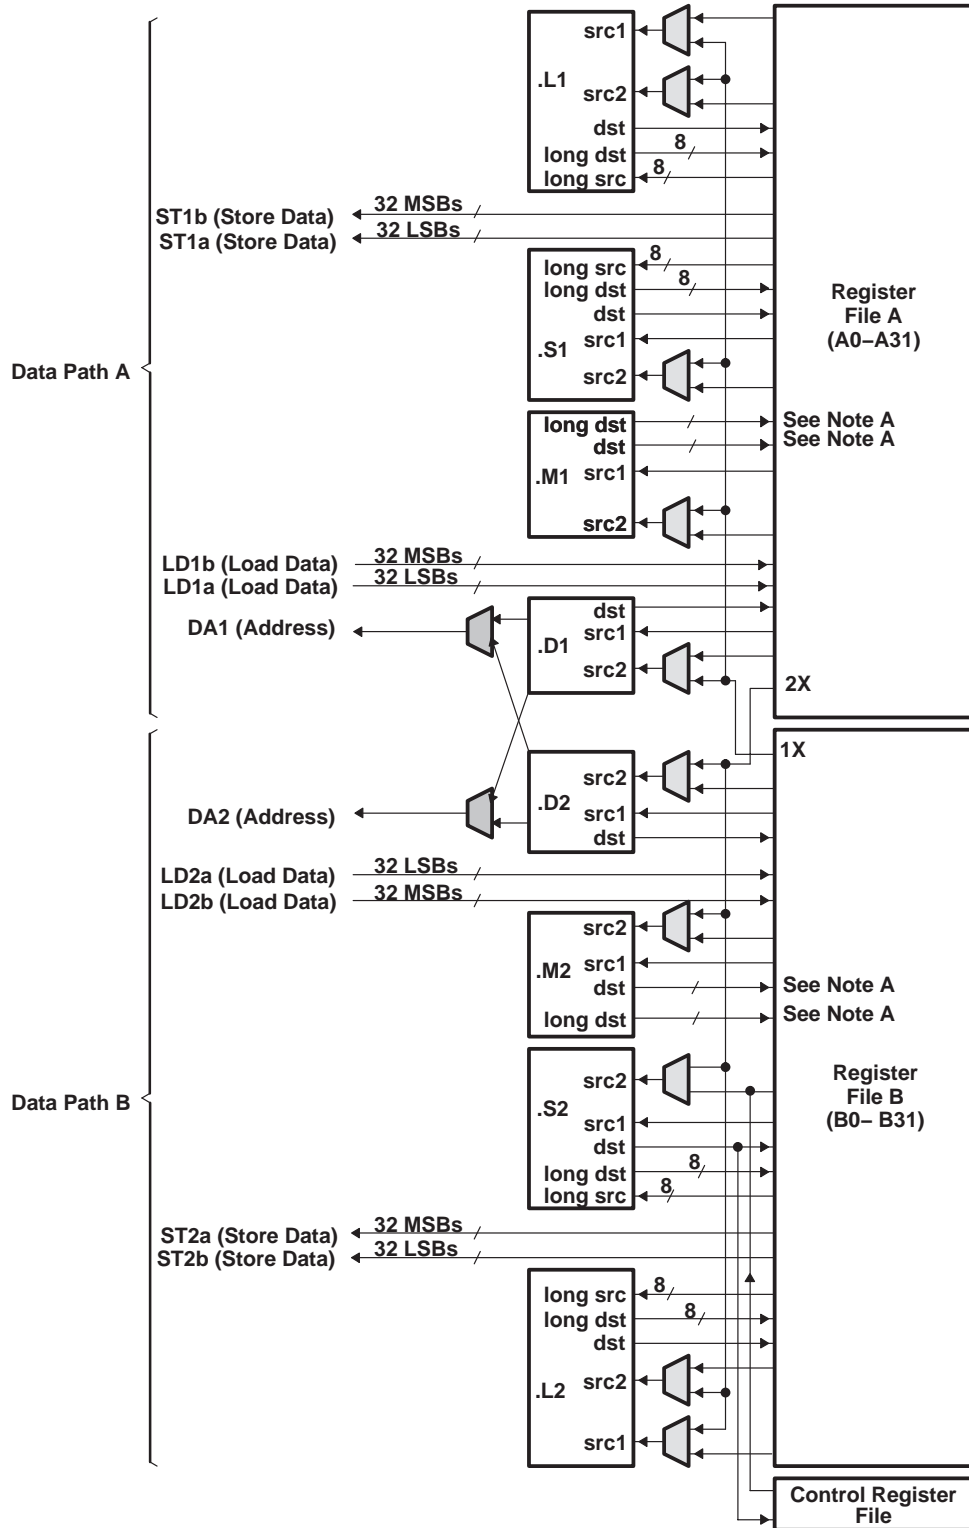 src1
.L1
src2
dst
long dst
8
long src
8
ST1b (Store Data)
32 MSBs
ST1a (Store Data)
32 LSBs
long src
8
long dst
8
dst
.S1
src1
src2
Register
File A
(A0–A31)
Data Path A
long dst
See Note A
dst
See Note A
.M1
src1
src2
LD1b (Load Data)
32 MSBs
LD1a (Load Data)
32 LSBs
DA1 (Address)
dst
src1
.D1
src2
2X
1X
src2
.D2
src1
dst
DA2 (Address)
LD2a (Load Data)
32 LSBs
LD2b (Load Data)
32 MSBs
src2
.M2
src1
dst
See Note A
long dst
See Note A
Data Path B
src2
.S2
src1
dst
long dst
8
long src
8
Register
File B
(B0– B31)
ST2a (Store Data)
32 MSBs
ST2b (Store Data)
32 LSBs
long src
8
long dst
8
dst
.L2
src2
src1
Control Register
File